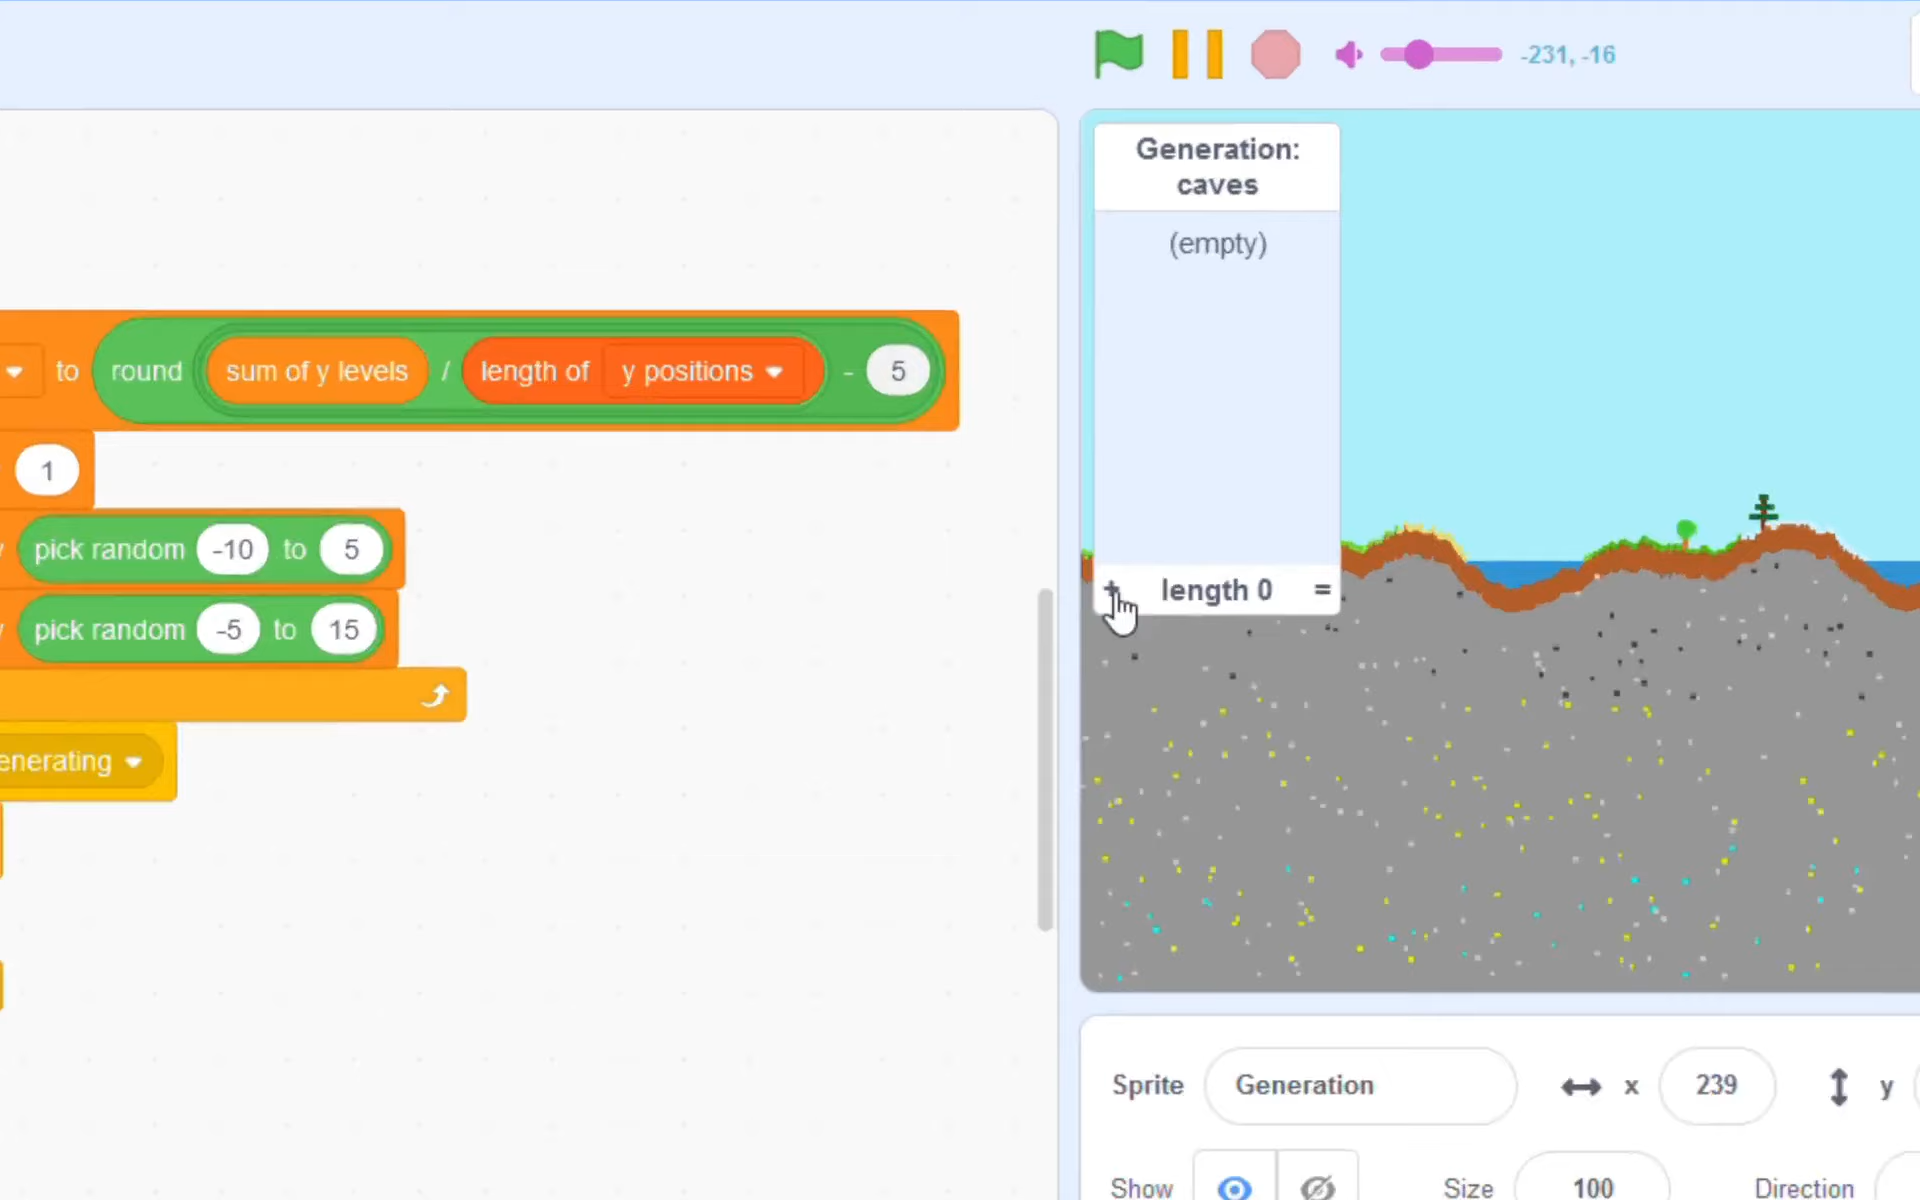 -231, -16
Generation:
caves
(empty)
+ length 0 =
to round sum of y levels / length of y positions - 5
1
pick random -10 to 5
pick random -5 to 15
enerating
Sprite Generation x 239 y
Show Size 100 Direction